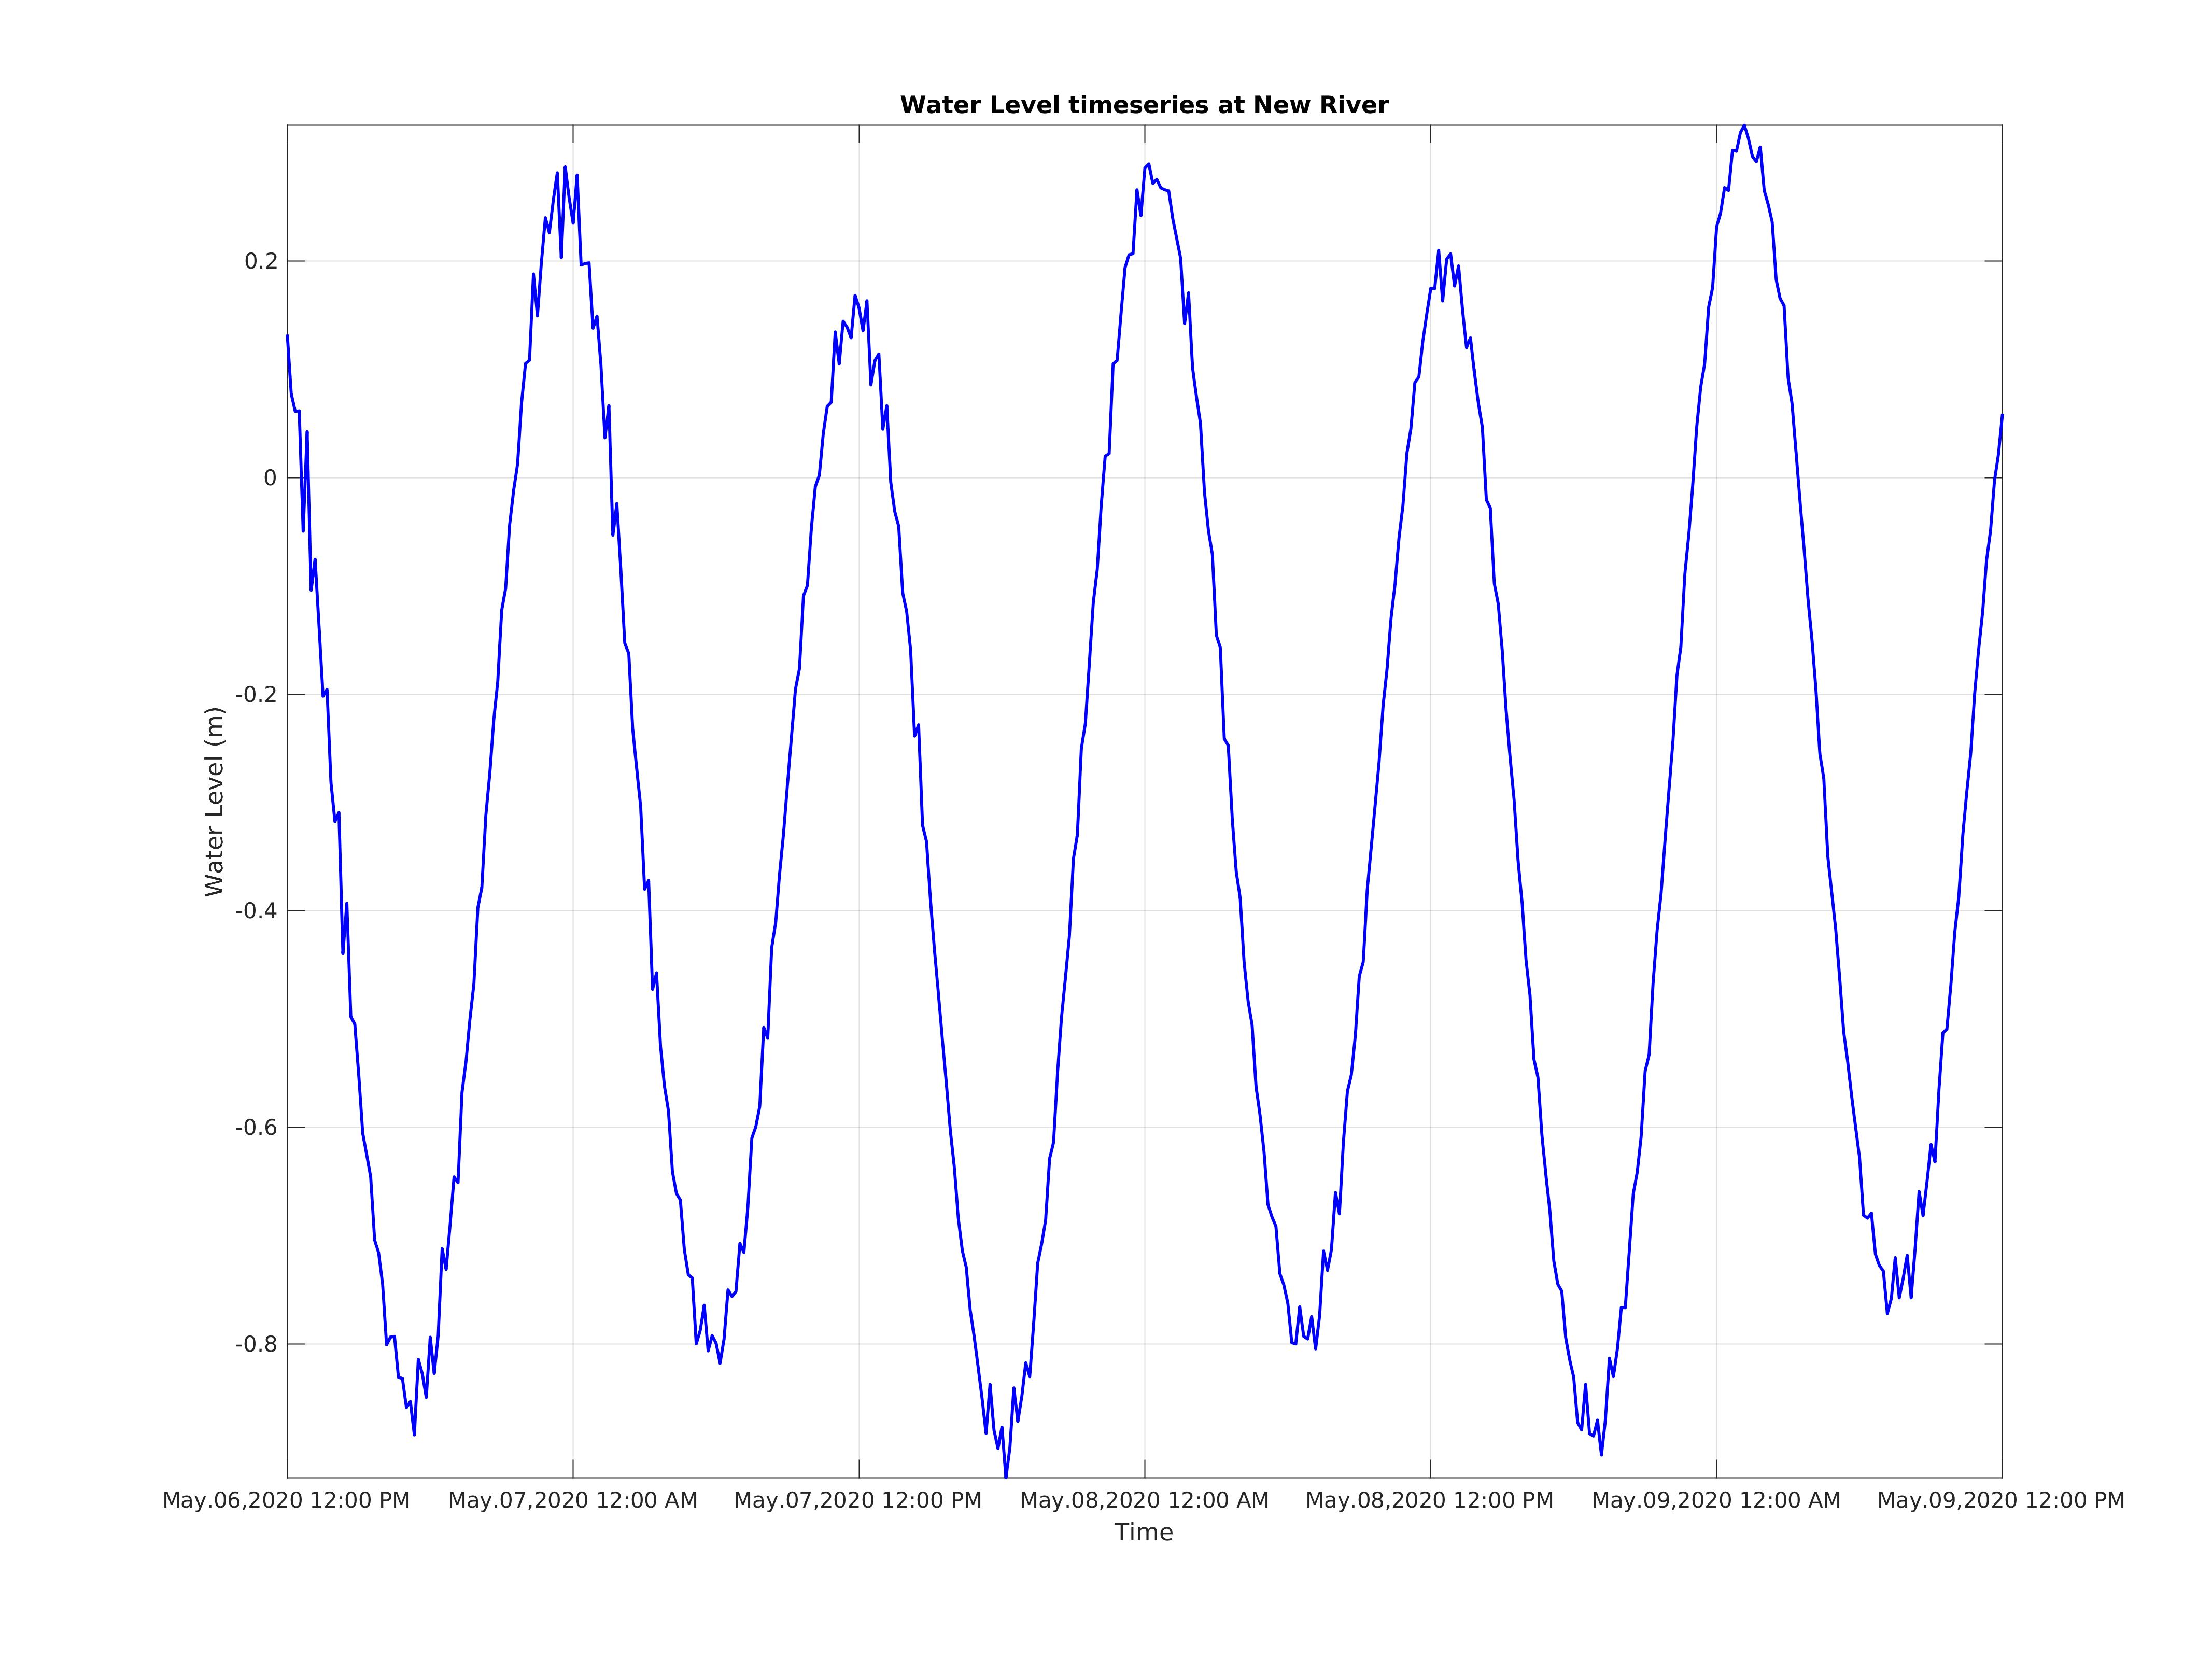 Water Level timeseries at New River
Water Level (m)
0.2
0
-0.2
-0.4
-0.6
-0.8
May.06,2020 12:00 PM
May.07,2020 12:00 AM
May.07,2020 12:00 PM
May.08,2020 12:00 AM
May.08,2020 12:00 PM
May.09,2020 12:00 AM
May.09,2020 12:00 PM
Time